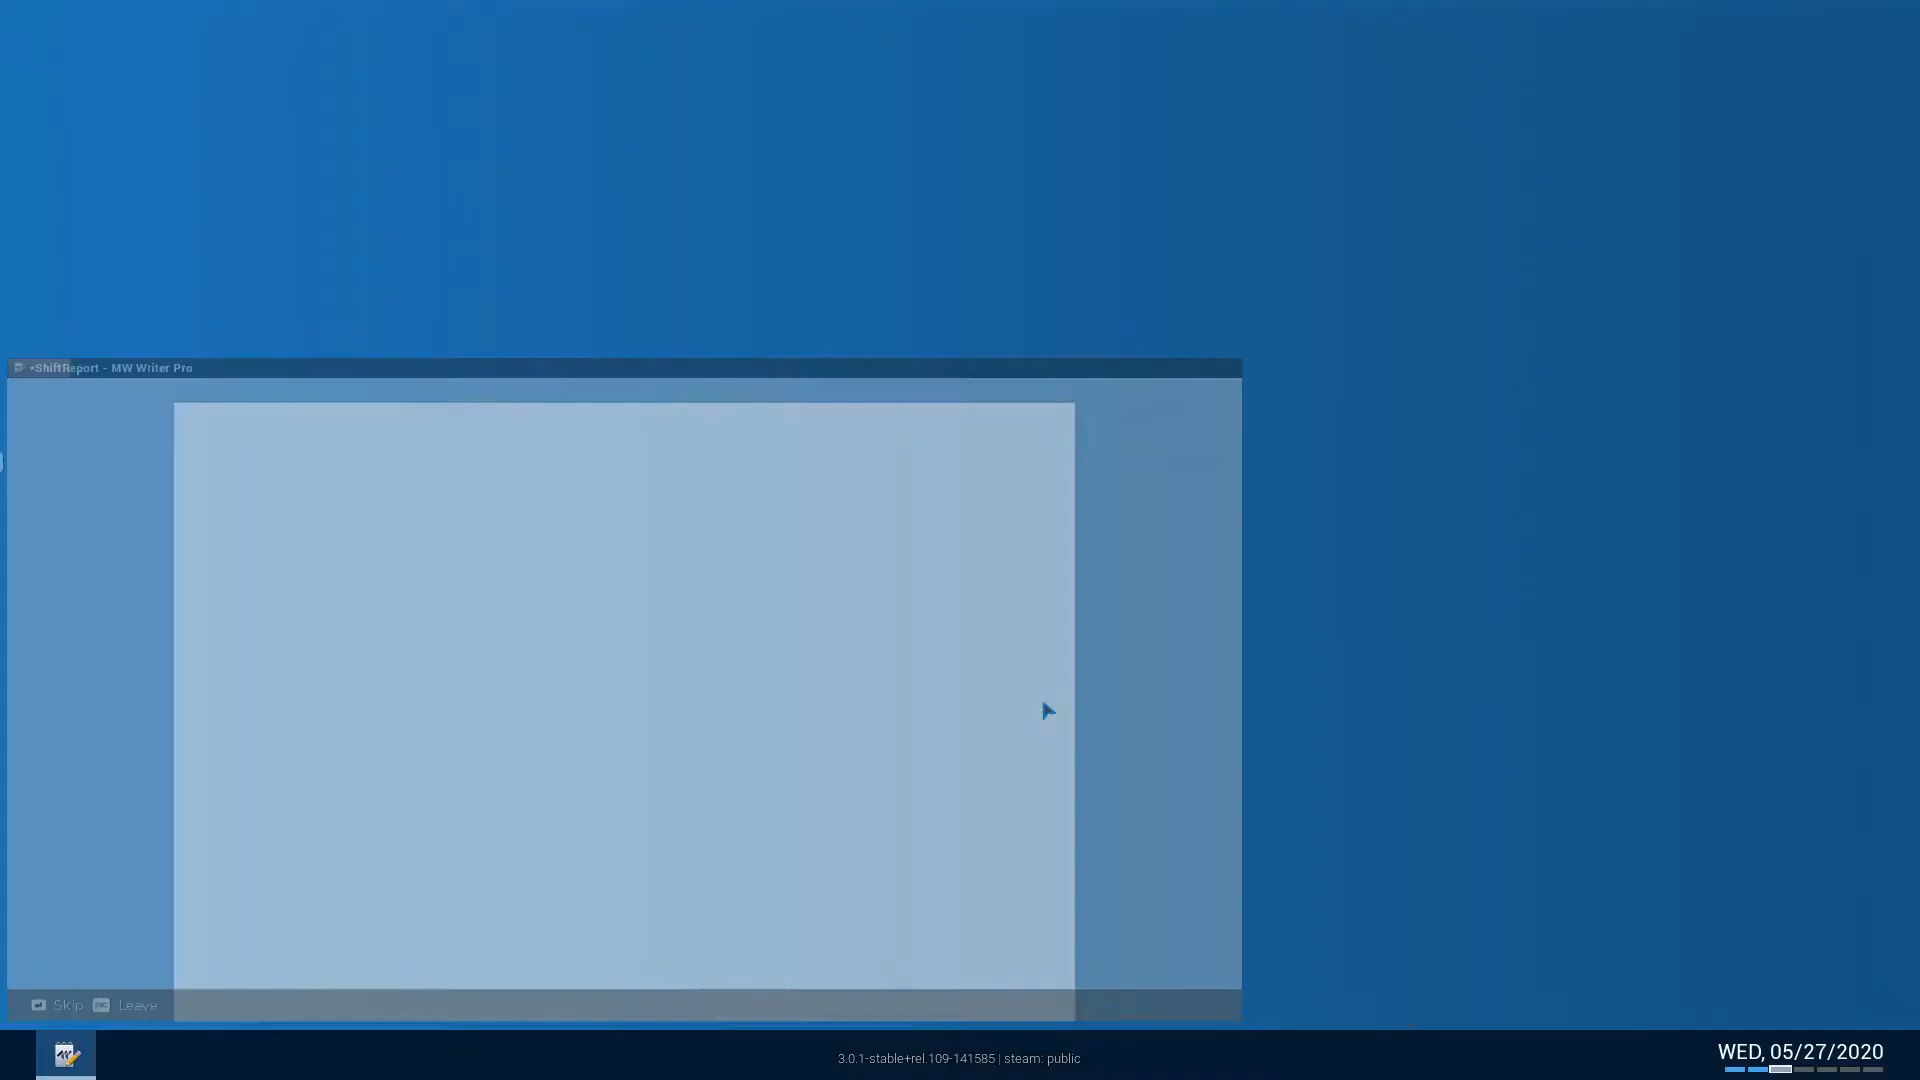 *ShiftReport - MW Writer Pro
Skip ESC Leave
3.0.1-stable+rel.109-141585 | steam: public
WED, 05/27/2020